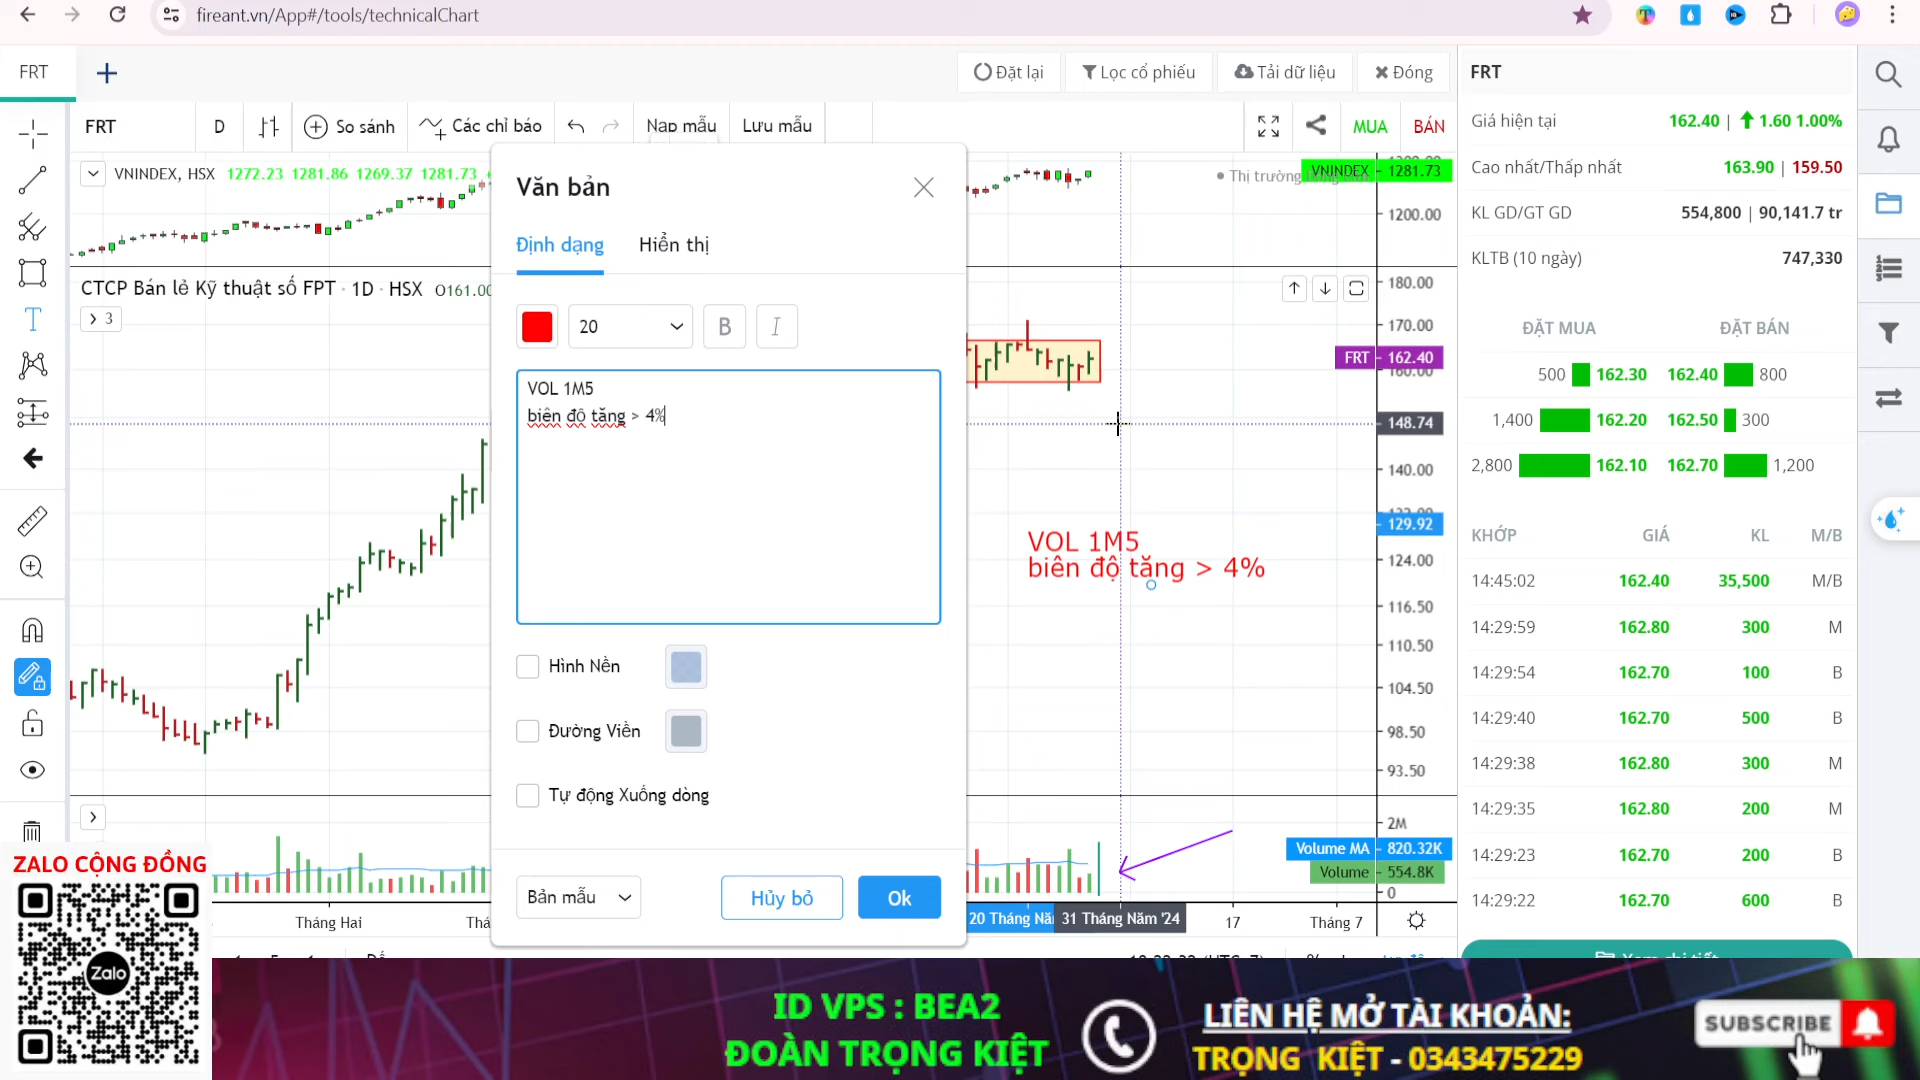 fireant.vn/App#/tools/technicalChart
FRT
Đặt lại
Lọc cổ phiếu
Tải dữ liệu
Đóng
FRT
FRT
D
So sánh
Các chỉ báo
Nạp mẫu
Lưu mẫu
MUA
BÁN
VNINDEX, HSX 1272.23 1281.86 1269.37 1281.73
Thị trường
VNINDEX 1281.73
1200.00
CTCP Bán lẻ Kỹ thuật số FPT · 1D · HSX
3
Văn bản
Định dạng
Hiển thị
20
B
I
VOL 1M5
biên độ tăng > 4%
Hình Nền
Đường Viền
Tự động Xuống dòng
Bản mẫu
Hủy bỏ
Ok
180.00
170.00
FRT 162.40
160.00
148.74
140.00
129.92
124.00
116.50
110.50
104.50
98.50
93.50
VOL 1M5
biên độ tăng > 4%
2M
Volume MA 820.32K
Volume 554.8K
0
Tháng Hai
20 Tháng
31 Tháng Năm '24
17
Tháng 7
Giá hiện tại
162.40 | 1.60 1.00%
Cao nhất/Thấp nhất
163.90 | 159.50
KL GD/GT GD
554,800 | 90,141.7 tr
KLTB (10 ngày)
747,330
ĐẶT MUA
ĐẶT BÁN
500 162.30 162.40 800
1,400 162.20 162.50 300
2,800 162.10 162.70 1,200
KHỚP GIÁ KL M/B
14:45:02 162.40 35,500 M/B
14:29:59 162.80 300 M
14:29:54 162.70 100 B
14:29:40 162.70 500 B
14:29:38 162.80 300 M
14:29:35 162.80 200 M
14:29:23 162.70 200 B
14:29:22 162.70 600 B
ZALO CỘNG ĐỒNG
Zalo
ID VPS : BEA2
ĐOÀN TRỌNG KIỆT
LIÊN HỆ MỞ TÀI KHOẢN:
TRỌNG KIỆT - 0343475229
SUBSCRIBE